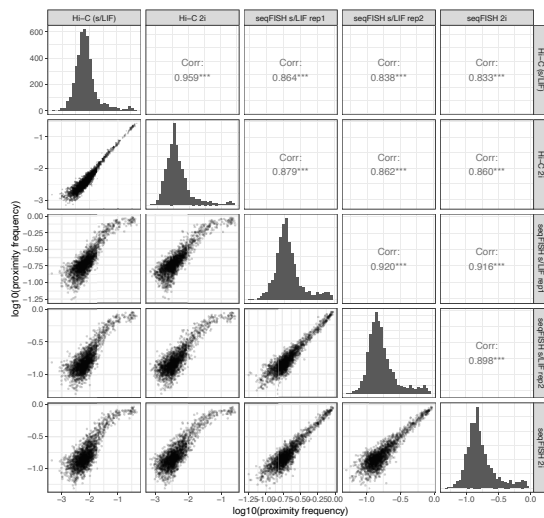 Hi-C (s/LIF)
Hi-C 2i
seqFISH s/LIF rep1
seqFISH s/LIF rep2
seqFISH 2i
600
400
200
0
Corr:
0.959***
Corr:
0.864***
Corr:
0.838***
Corr:
0.833***
Hi-C (s/LIF)
−1
−2
−3
Corr:
0.879***
Corr:
0.862***
Corr:
0.860***
Hi-C 2i
0.00
−0.25
−0.50
−0.75
−1.00
−1.25
Corr:
0.920***
Corr:
0.916***
seqFISH s/LIF rep1
0.0
−0.5
−1.0
Corr:
0.898***
seqFISH s/LIF rep2
0.0
−0.5
−1.0
seqFISH 2i
log10(proximity frequency)
−3 −2 −1
−3 −2 −1
−1.25−1.00−0.75−0.50−0.250.00
−1.0 −0.5 0.0
−1.0 −0.5 0.0
log10(proximity frequency)